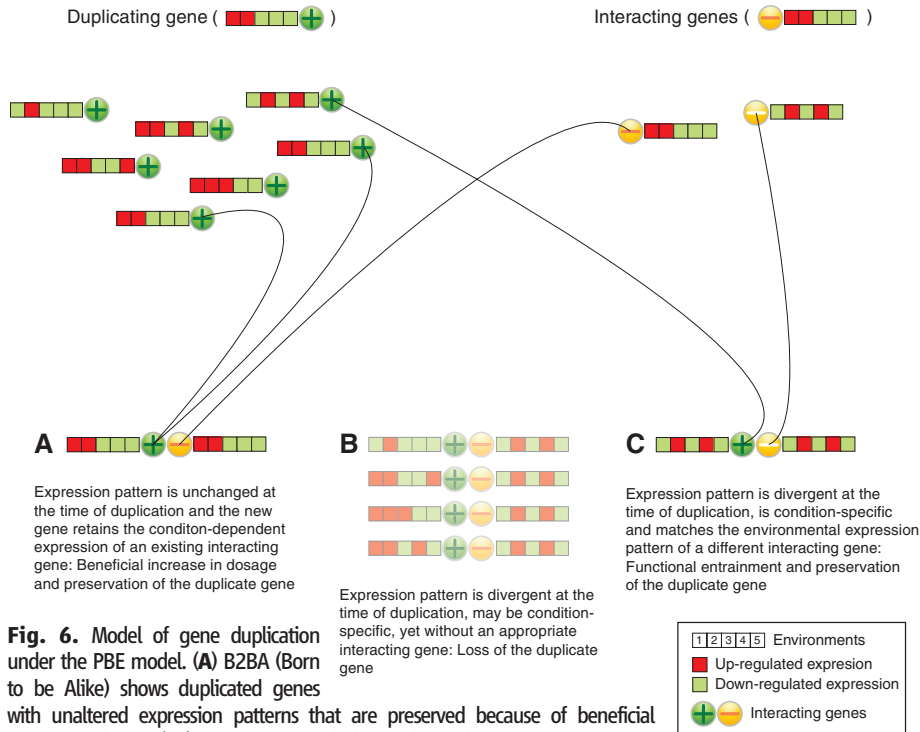 Duplicating gene ( + )
Interacting genes ( − )
A
Expression pattern is unchanged at
the time of duplication and the new
gene retains the conditon-dependent
expression of an existing interacting
gene: Beneficial increase in dosage
and preservation of the duplicate gene
B
Expression pattern is divergent at the
time of duplication, may be condition-
specific, yet without an appropriate
interacting gene: Loss of the duplicate
gene
C
Expression pattern is divergent at the
time of duplication, is condition-specific
and matches the environmental expression
pattern of a different interacting gene:
Functional entrainment and preservation
of the duplicate gene
1 2 3 4 5 Environments
Up-regulated expresion
Down-regulated expression
+ − Interacting genes
Fig. 6. Model of gene duplication
under the PBE model. (A) B2BA (Born
to be Alike) shows duplicated genes
with unaltered expression patterns that are preserved because of beneficial